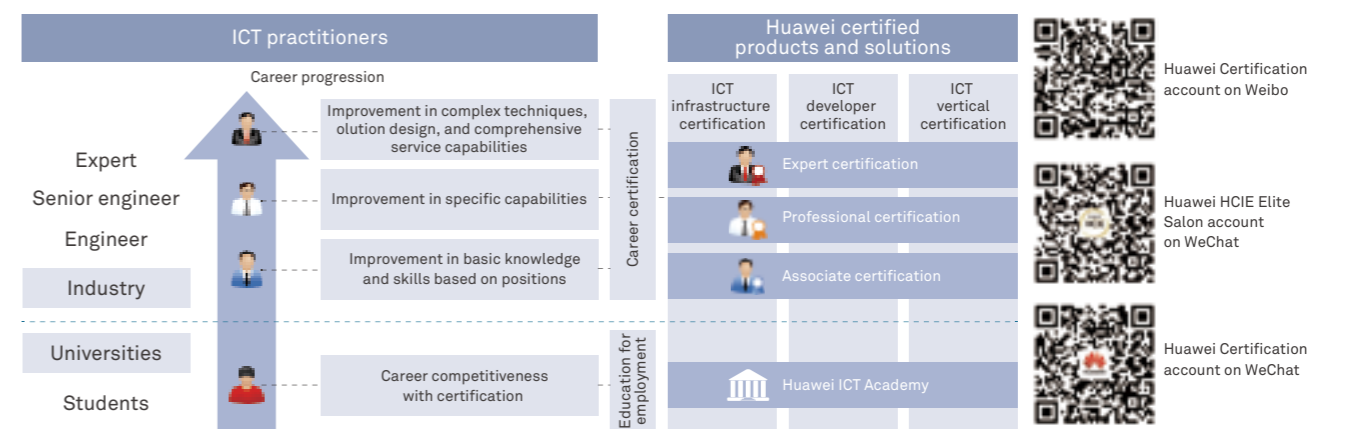 ICT practitioners
Career progression
Expert
Senior engineer
Engineer
Industry
Universities
Students
Improvement in complex techniques,
olution design, and comprehensive
service capabilities
Improvement in specific capabilities
Improvement in basic knowledge
and skills based on positions
Career competitiveness
with certification
Career certification
Education for
employment
Huawei certified
products and solutions
ICT
infrastructure
certification
ICT
developer
certification
ICT
vertical
certification
Expert certification
Professional certification
Associate certification
Huawei ICT Academy
Huawei Certification
account on Weibo
Huawei HCIE Elite
Salon account
on WeChat
Huawei Certification
account on WeChat